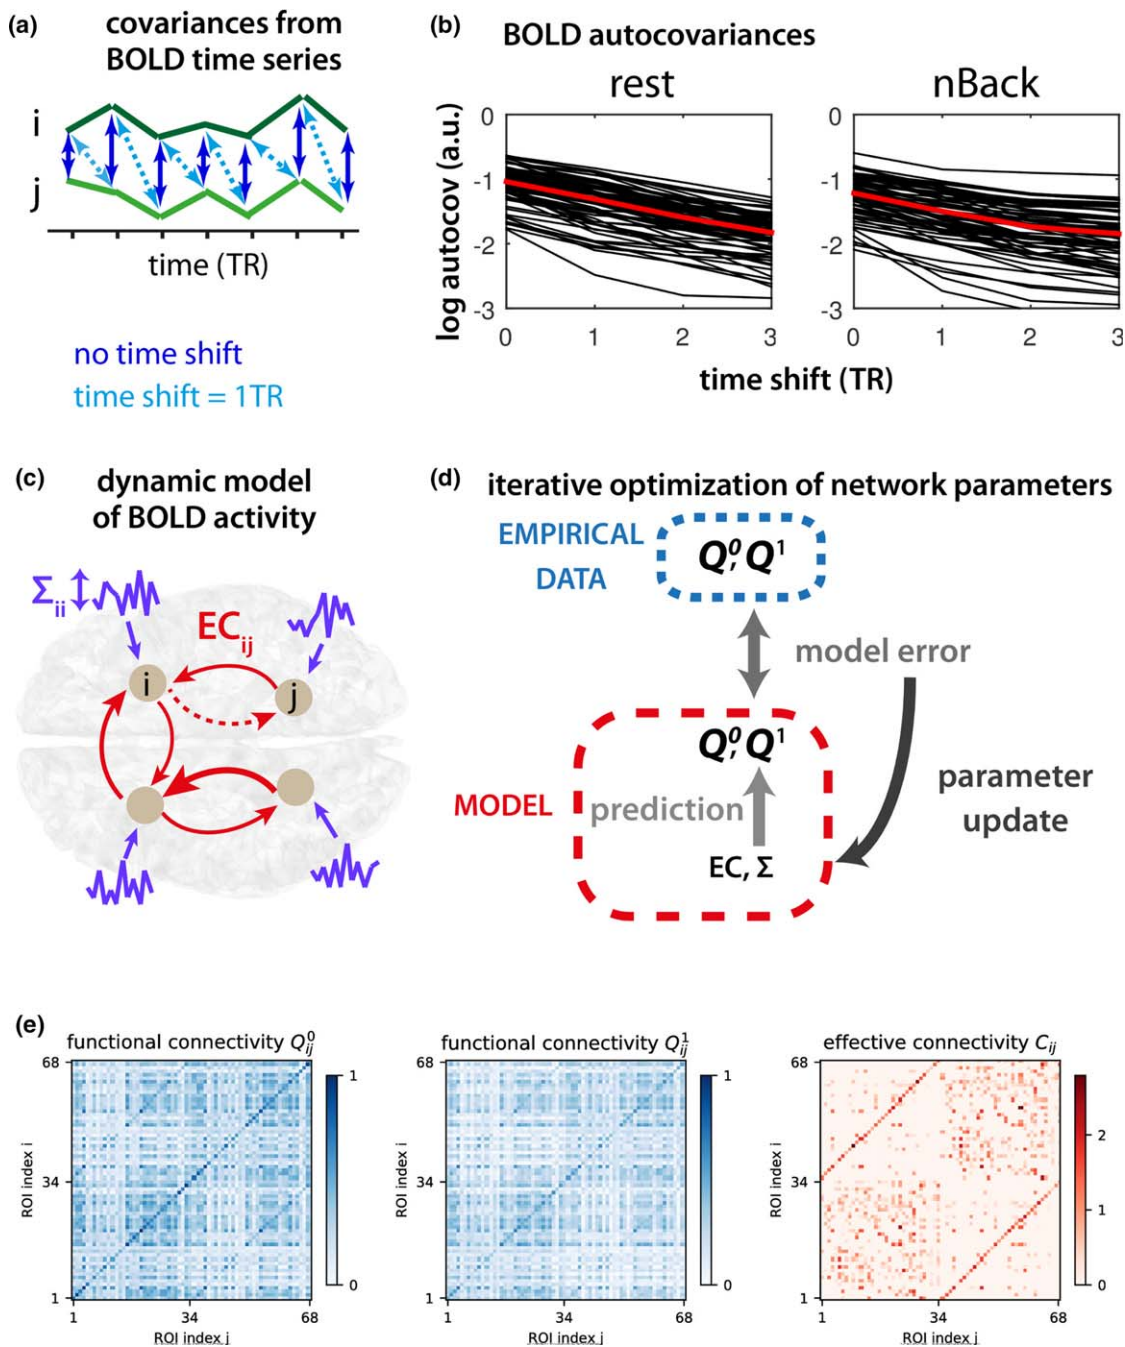 (a) covariances from
BOLD time series
i
j
time (TR)
no time shift
time shift = 1TR
(b) BOLD autocovariances
rest nBack
log autocov (a.u.)
0 0
-1 -1
-2 -2
-3 -3
0 1 2 3 0 1 2 3
time shift (TR)
(c) dynamic model
of BOLD activity
Σii
ECij
i
j
(d) iterative optimization of network parameters
EMPIRICAL
DATA
Q⁰, Q¹
model error
Q⁰, Q¹
MODEL
prediction
parameter
update
EC, Σ
(e)
functional connectivity Q⁰ij
68
34
1
ROI index i
1 34 68
ROI index j
1
0
functional connectivity Q¹ij
68
34
1
ROI index i
1 34 68
ROI index j
1
0
effective connectivity Cij
68
34
1
ROI index i
1 34 68
ROI index j
2
1
0